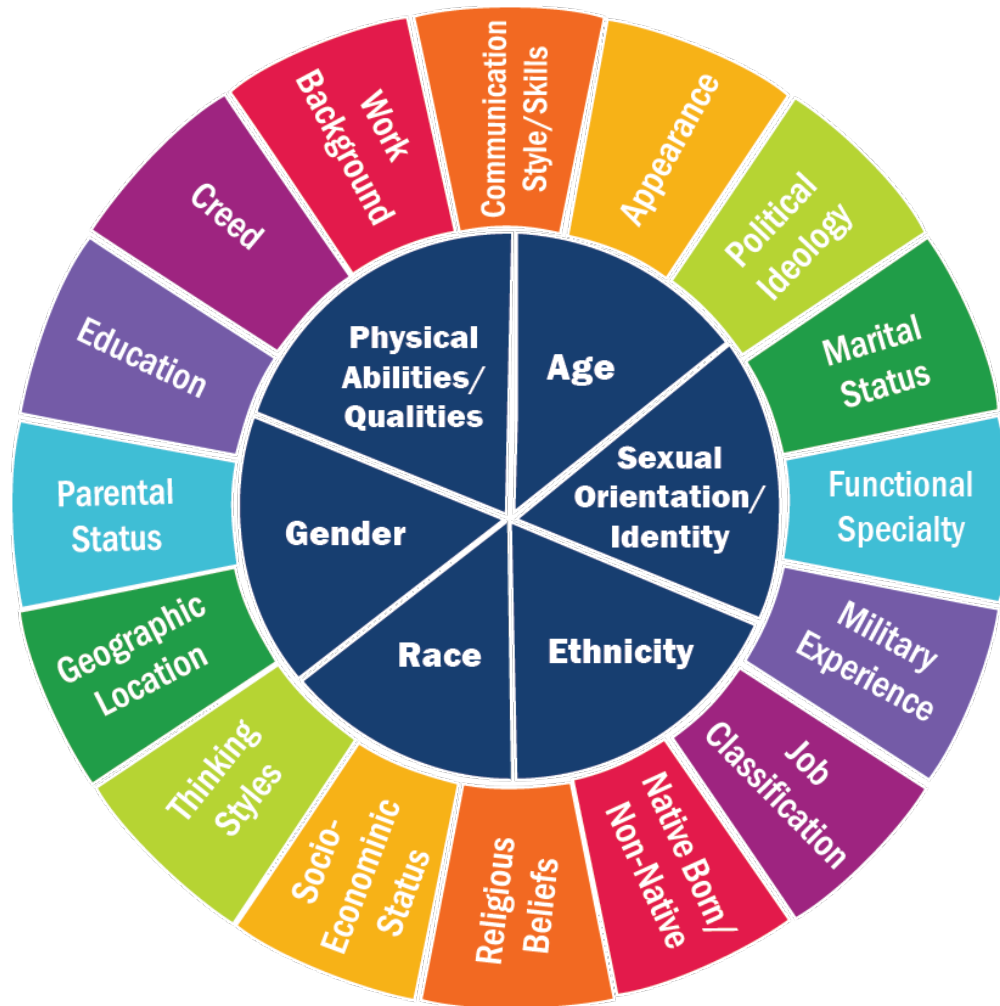 Communication
Style/Skills
Appearance
Political
Ideology
Marital
Status
Functional
Specialty
Military
Experience
Job
Classification
Native Born/
Non-Native
Religious
Beliefs
Socio-
Econominic
Status
Thinking
Styles
Geographic
Location
Parental
Status
Education
Creed
Work
Background
Physical
Abilities/
Qualities
Age
Sexual
Orientation/
Identity
Ethnicity
Race
Gender